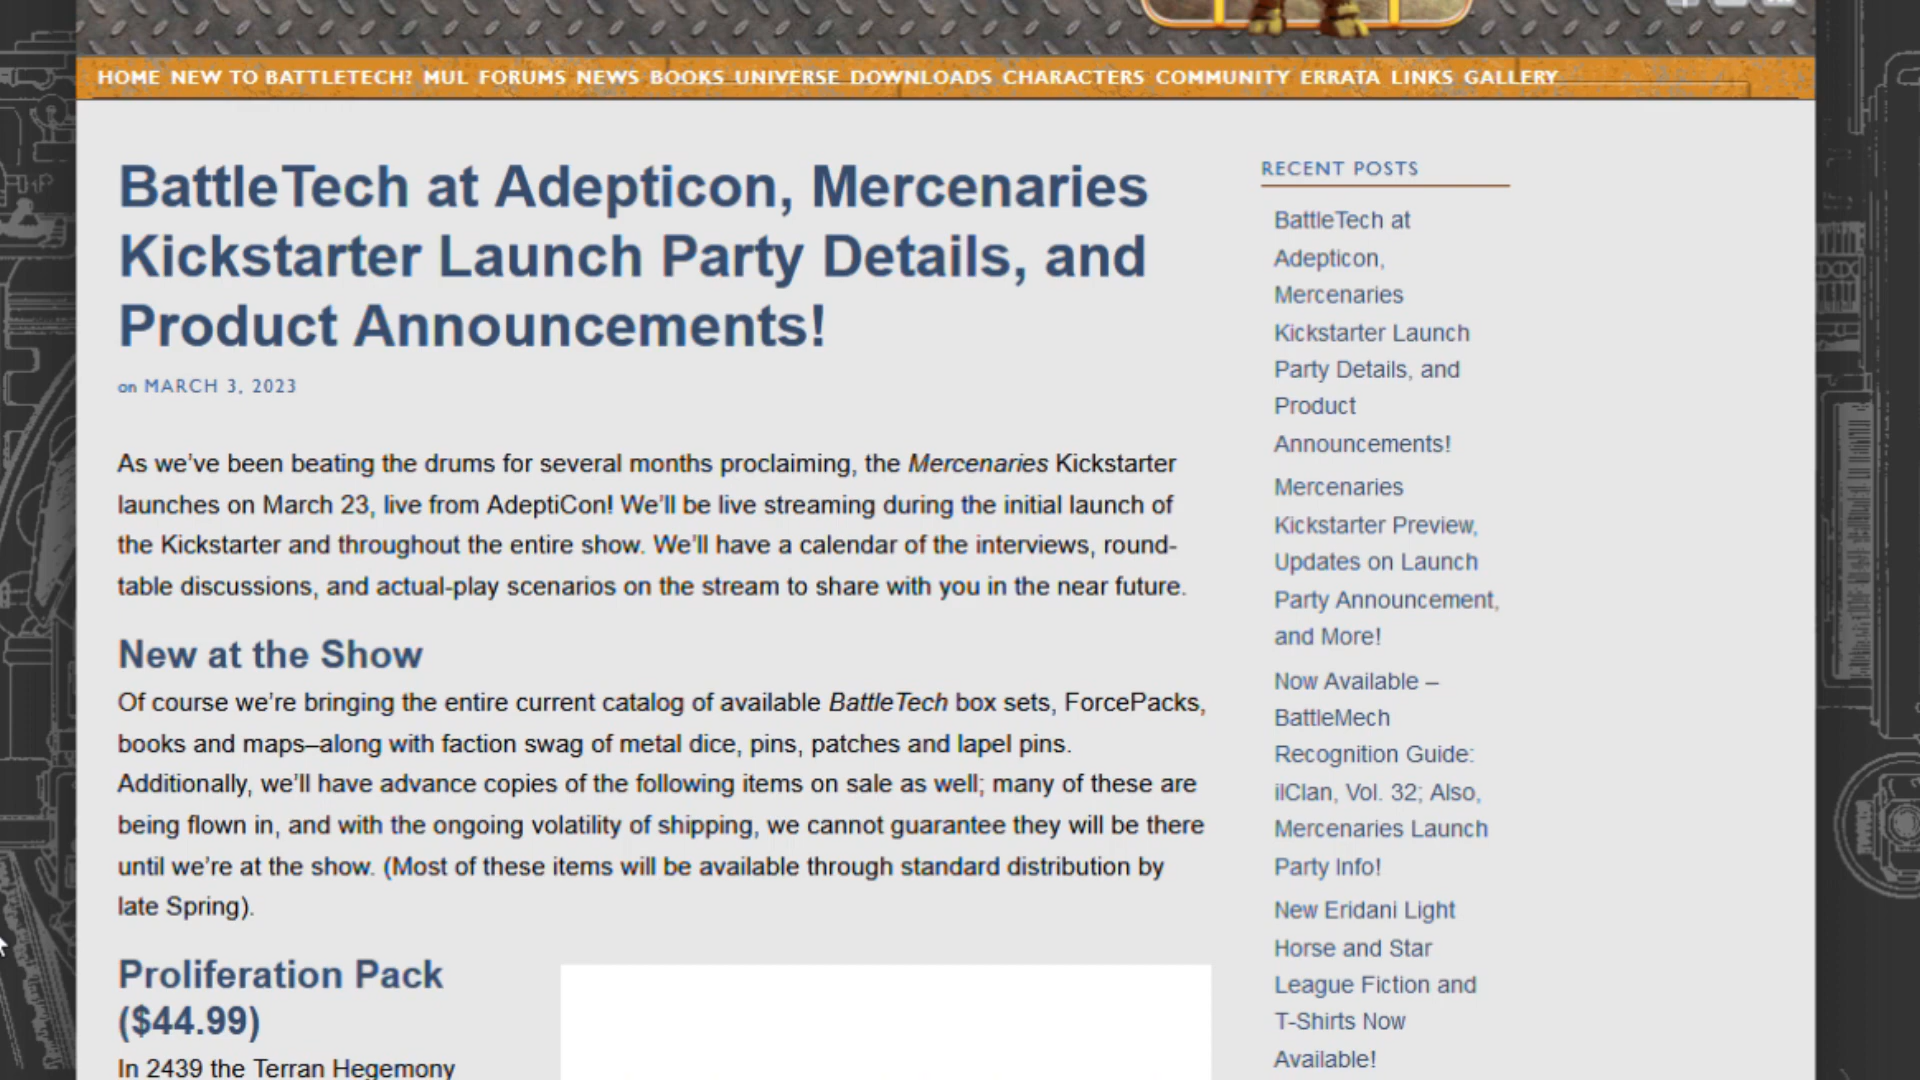 HOME NEW TO BATTLETECH? MUL FORUMS NEWS BOOKS UNIVERSE DOWNLOADS CHARACTERS COMMUNITY ERRATA LINKS GALLERY
BattleTech at Adepticon, Mercenaries
Kickstarter Launch Party Details, and
Product Announcements!
on MARCH 3, 2023
As we’ve been beating the drums for several months proclaiming, the Mercenaries Kickstarter
launches on March 23, live from AdeptiCon! We’ll be live streaming during the initial launch of
the Kickstarter and throughout the entire show. We’ll have a calendar of the interviews, round-
table discussions, and actual-play scenarios on the stream to share with you in the near future.
New at the Show
Of course we’re bringing the entire current catalog of available BattleTech box sets, ForcePacks,
books and maps–along with faction swag of metal dice, pins, patches and lapel pins.
Additionally, we’ll have advance copies of the following items on sale as well; many of these are
being flown in, and with the ongoing volatility of shipping, we cannot guarantee they will be there
until we’re at the show. (Most of these items will be available through standard distribution by
late Spring).
Proliferation Pack
($44.99)
In 2439 the Terran Hegemony
RECENT POSTS
BattleTech at
Adepticon,
Mercenaries
Kickstarter Launch
Party Details, and
Product
Announcements!
Mercenaries
Kickstarter Preview,
Updates on Launch
Party Announcement,
and More!
Now Available –
BattleMech
Recognition Guide:
ilClan, Vol. 32; Also,
Mercenaries Launch
Party Info!
New Eridani Light
Horse and Star
League Fiction and
T-Shirts Now
Available!